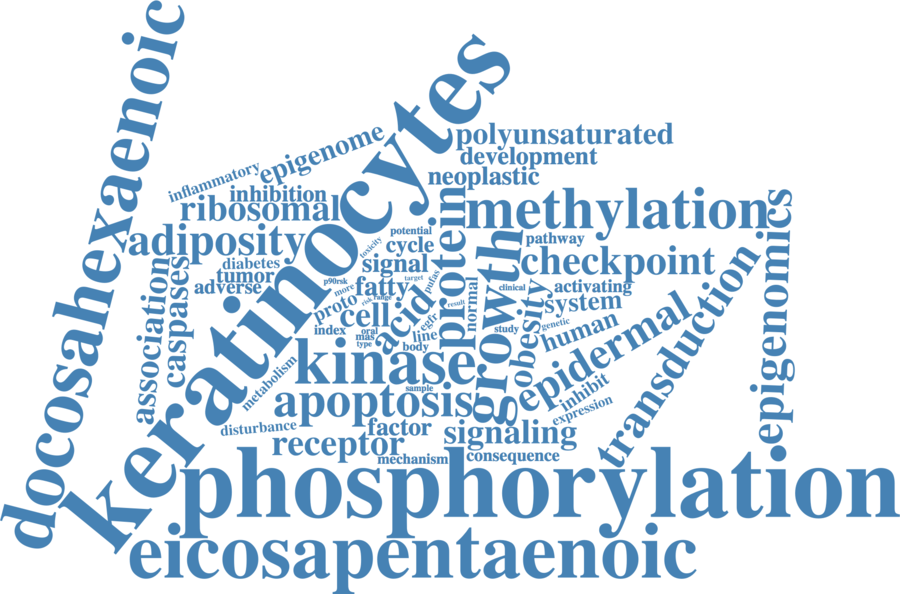 docosahexaenoic
keratinocytes
polyunsaturated
development
neoplastic
epigenome
inflammatory
inhibition
ribosomal
adiposity
diabetes
tumor
adverse
association
caspases
methylation
epigenomics
potential
toxicity
cycle
signal
target
pufas
fatty
p90rsk
more
risk
range
proto
cell
acid
index
oral
mas
type
body
line
egfr
protein
result
normal
growth
pathway
checkpoint
clinical
activating
system
genetic
study
obesity
human
epidermal
transduction
inhibit
expression
kinase
metabolism
sample
apoptosis
disturbance
factor
receptor
signaling
mechanism
consequence
phosphorylation
eicosapentaenoic